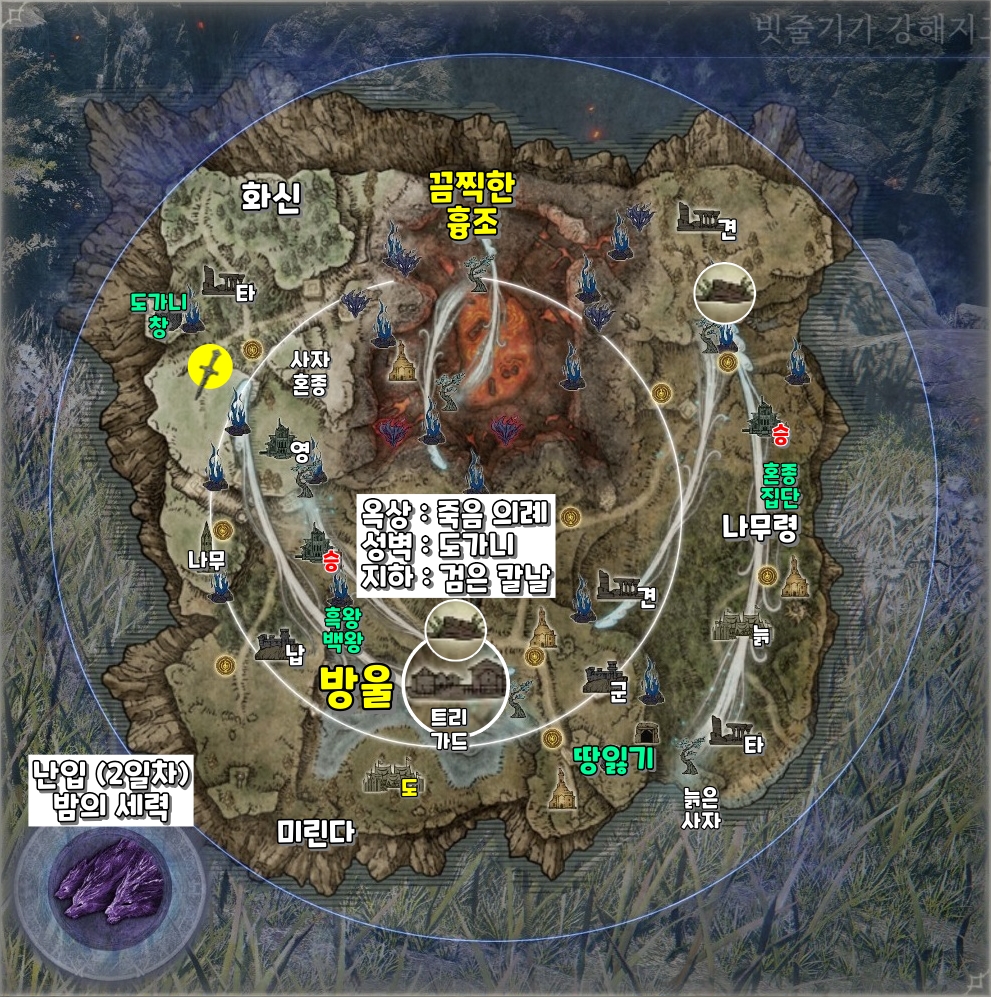 빗줄기가 강해지고
화신
끔찍한
흉조
견
타
도가니
창
사자
혼종
영
승
혼종
집단
나무령
옥상 : 죽음 의례
성벽 : 도가니
지하 : 검은 칼날
나무
승
견
흑왕
백왕
늙
납
방울
군
트리
가드
타
땅잃기
도
난입 (2일차)
밤의 세력
늙은
사자
미린다